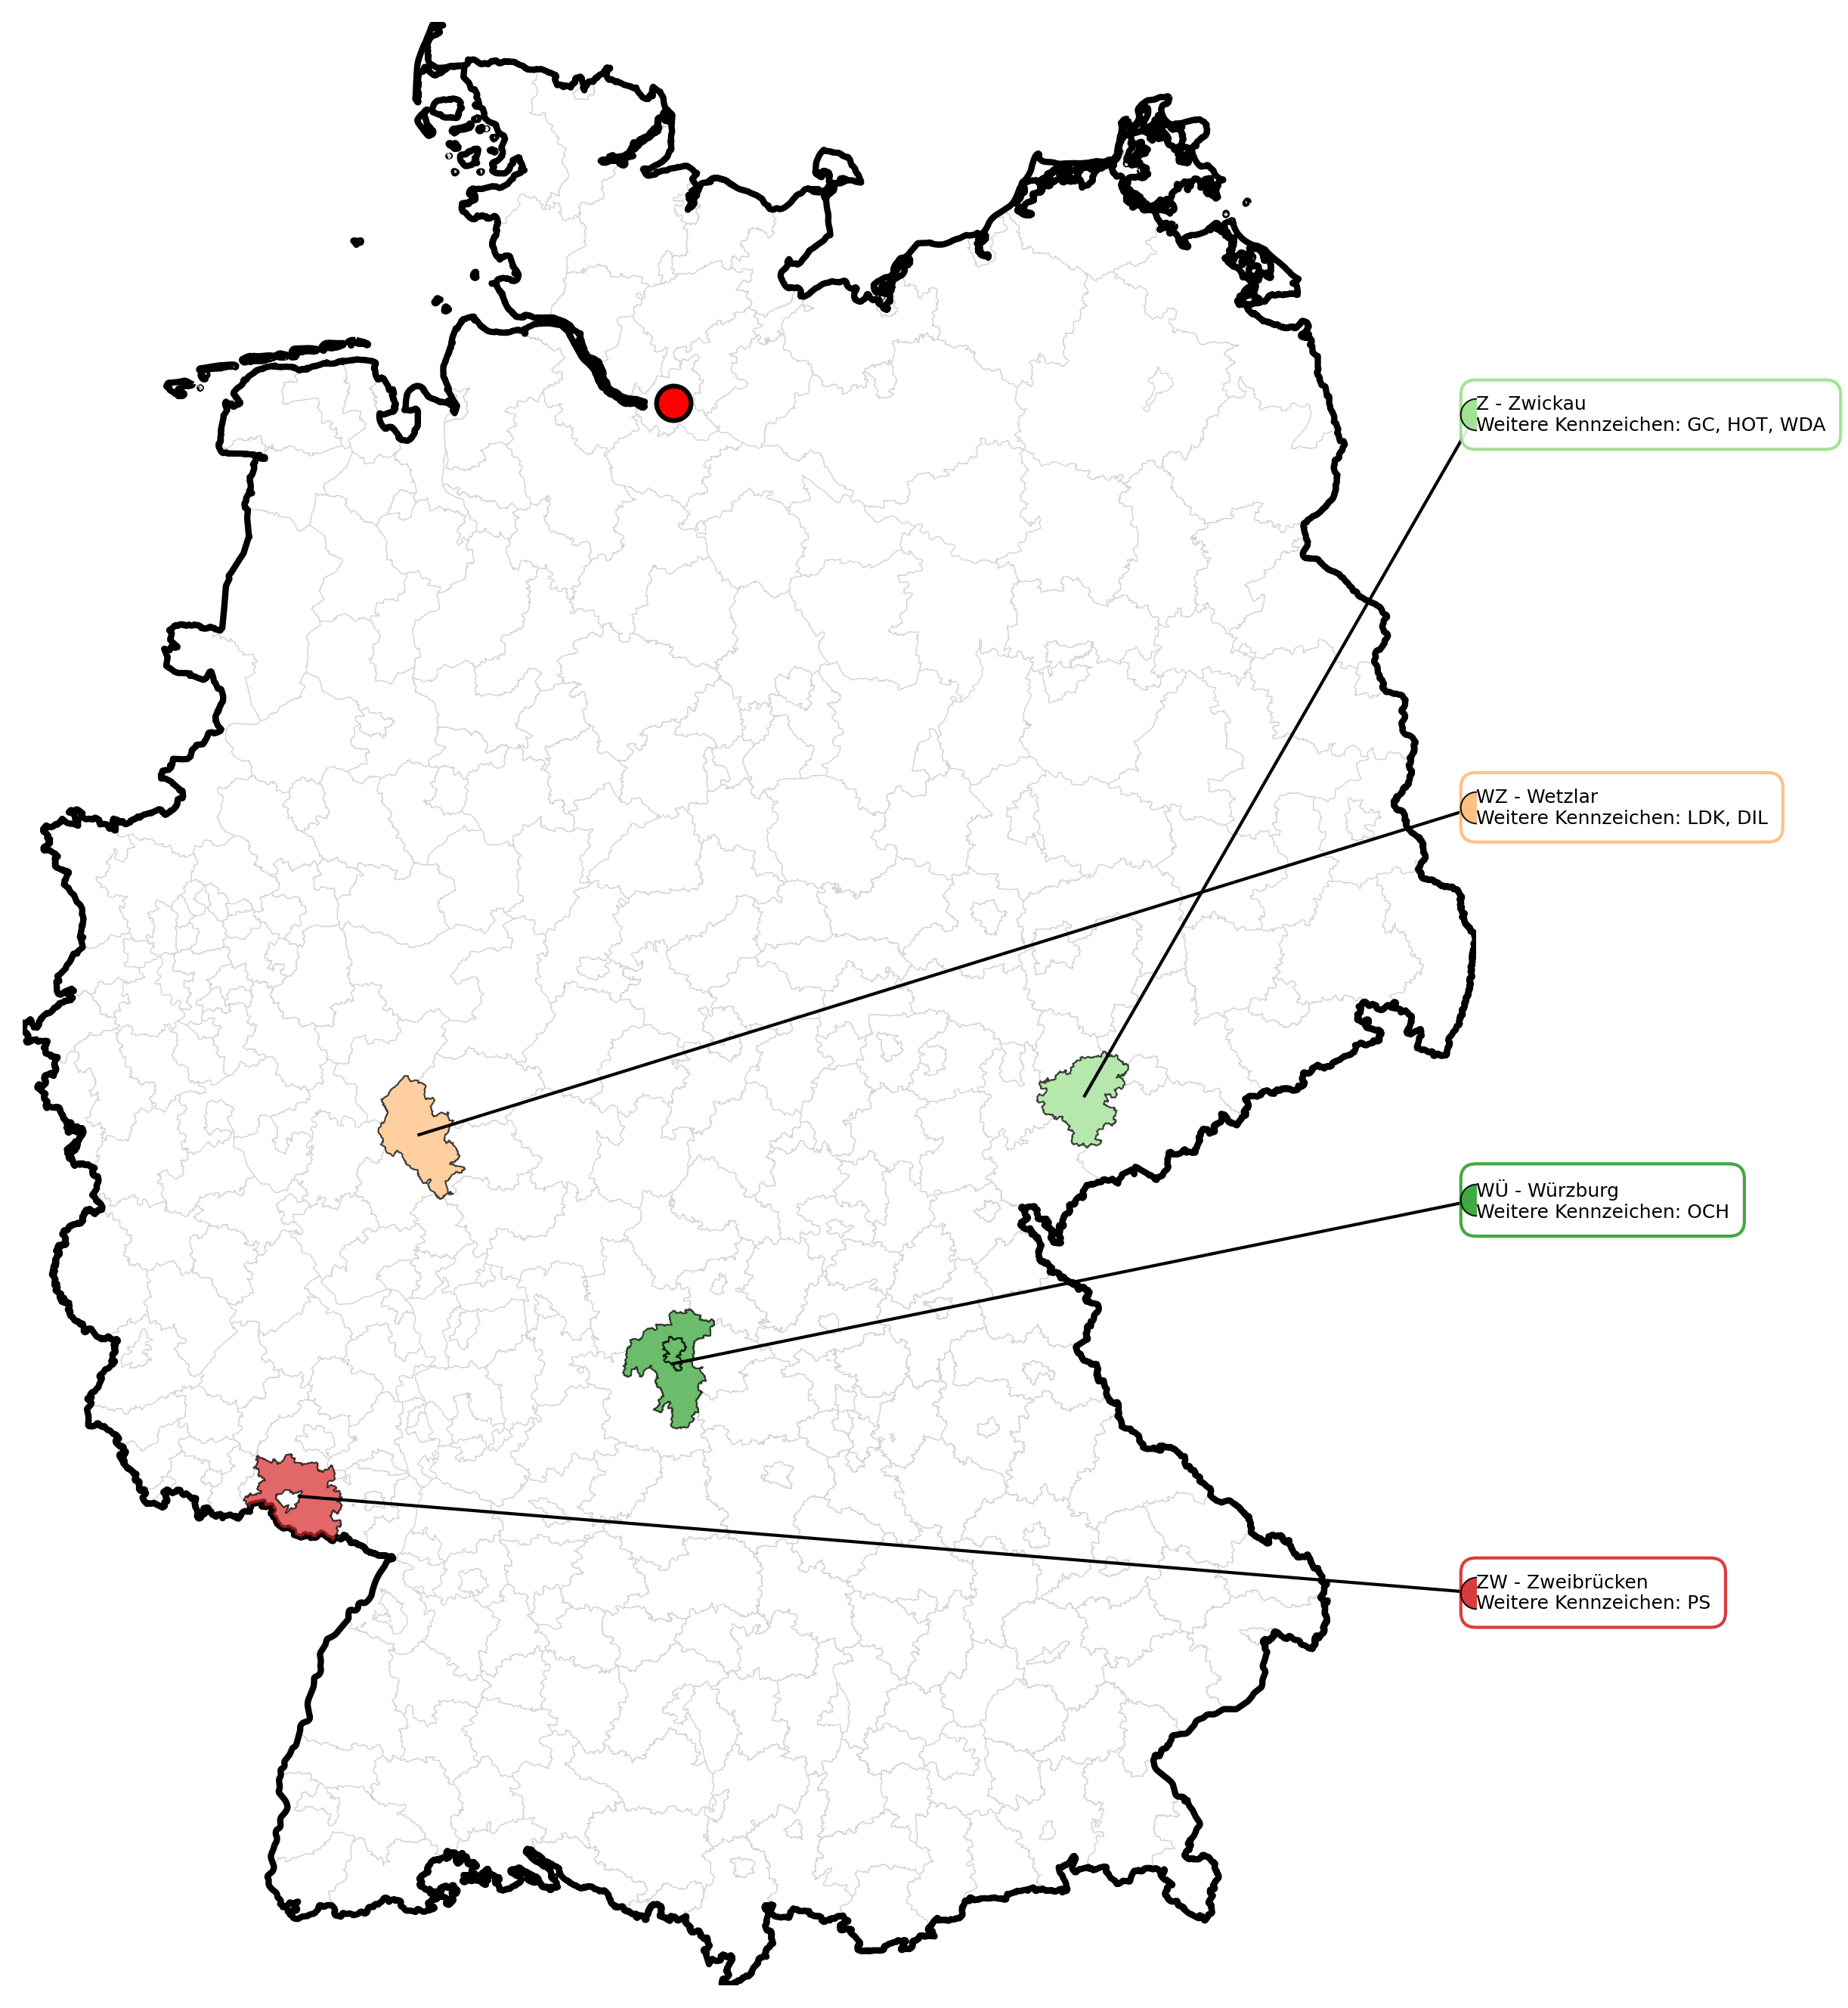 Z - Zwickau
Weitere Kennzeichen: GC, HOT, WDA
WZ - Wetzlar
Weitere Kennzeichen: LDK, DIL
WÜ - Würzburg
Weitere Kennzeichen: OCH
ZW - Zweibrücken
Weitere Kennzeichen: PS